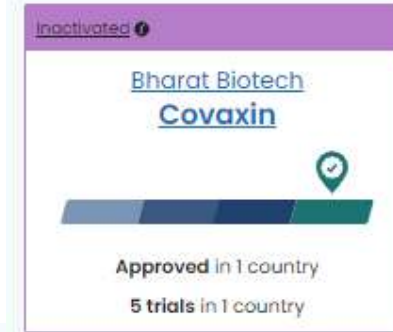 Inactivated
Bharat Biotech
Covaxin
Approved in 1 country
5 trials in 1 country